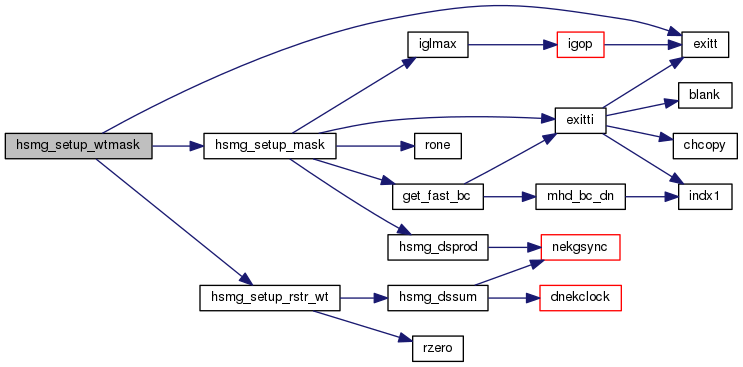 hsmg_setup_wtmask
hsmg_setup_mask
hsmg_setup_rstr_wt
iglmax
rone
get_fast_bc
hsmg_dsprod
hsmg_dssum
rzero
igop
exitti
mhd_bc_dn
nekgsync
dnekclock
exitt
blank
chcopy
indx1